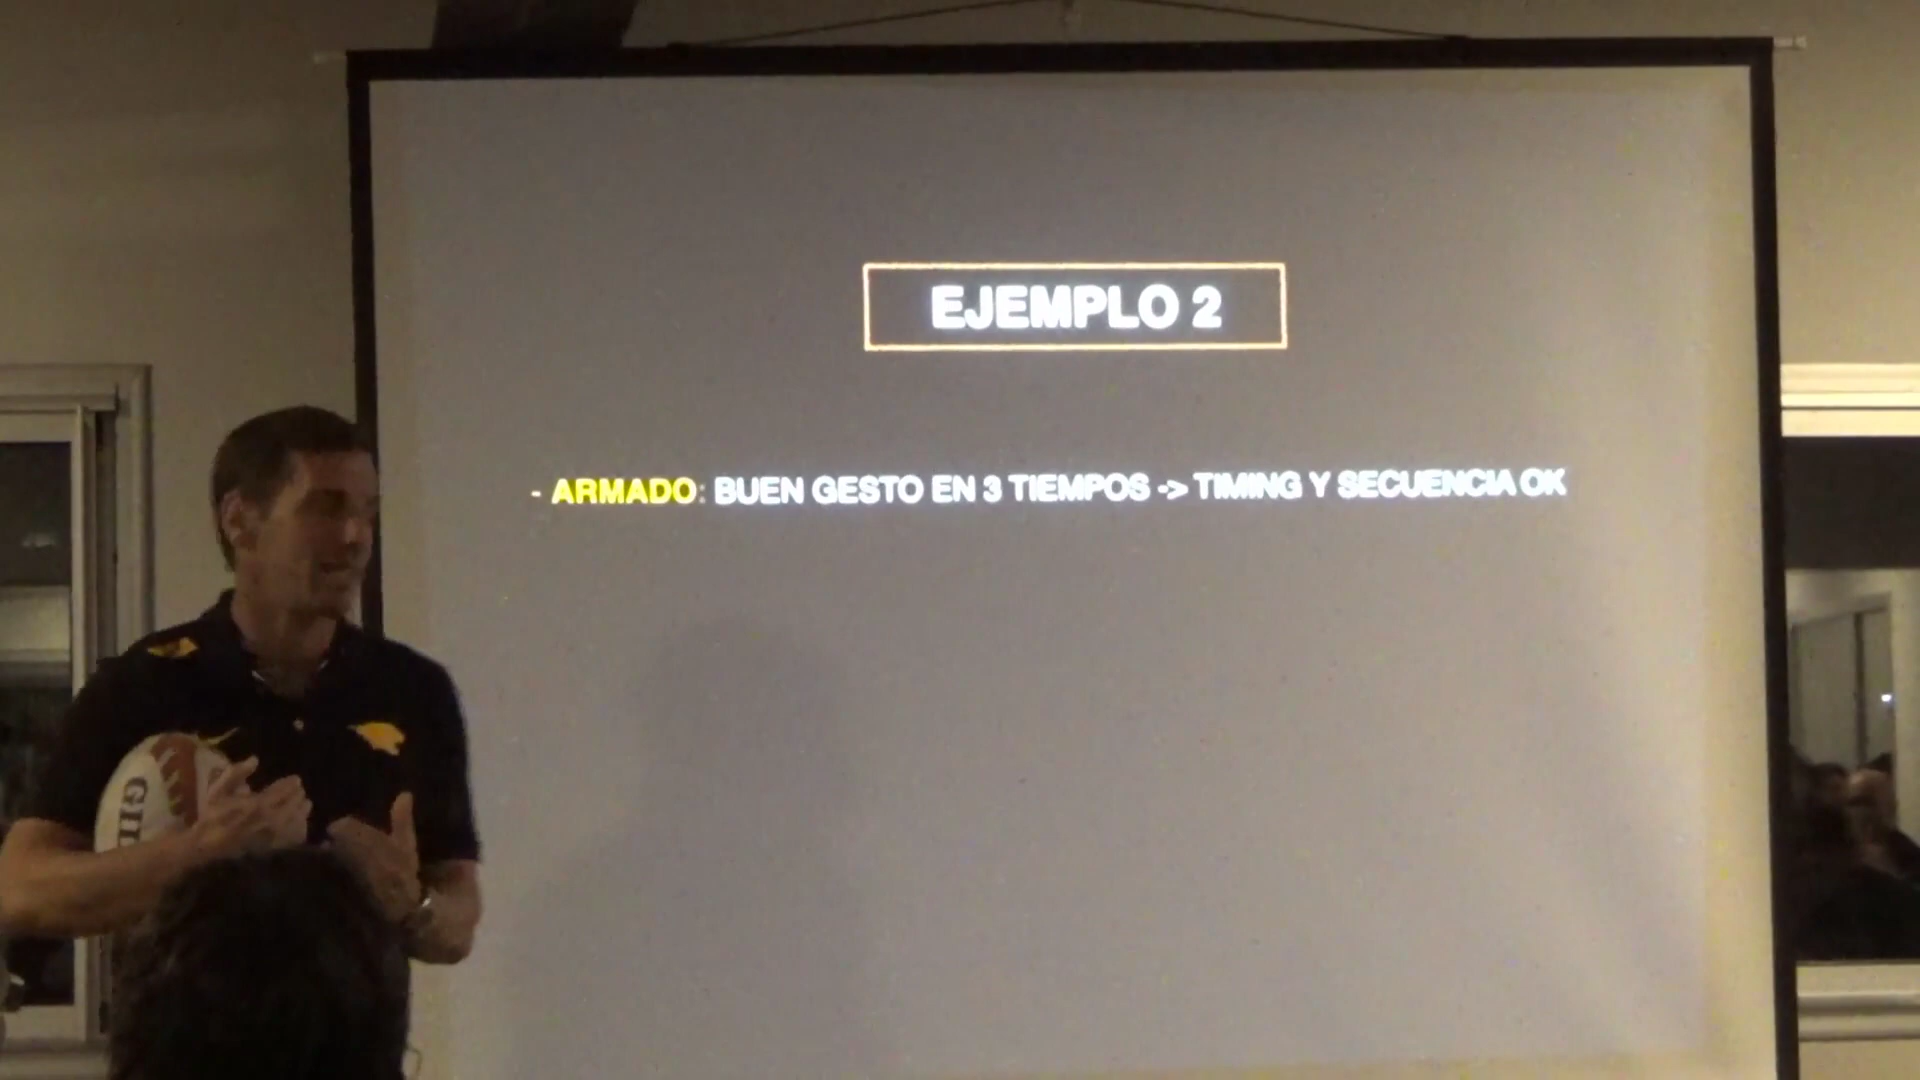 EJEMPLO 2
- ARMADO: BUEN GESTO EN 3 TIEMPOS -> TIMING Y SECUENCIA OK